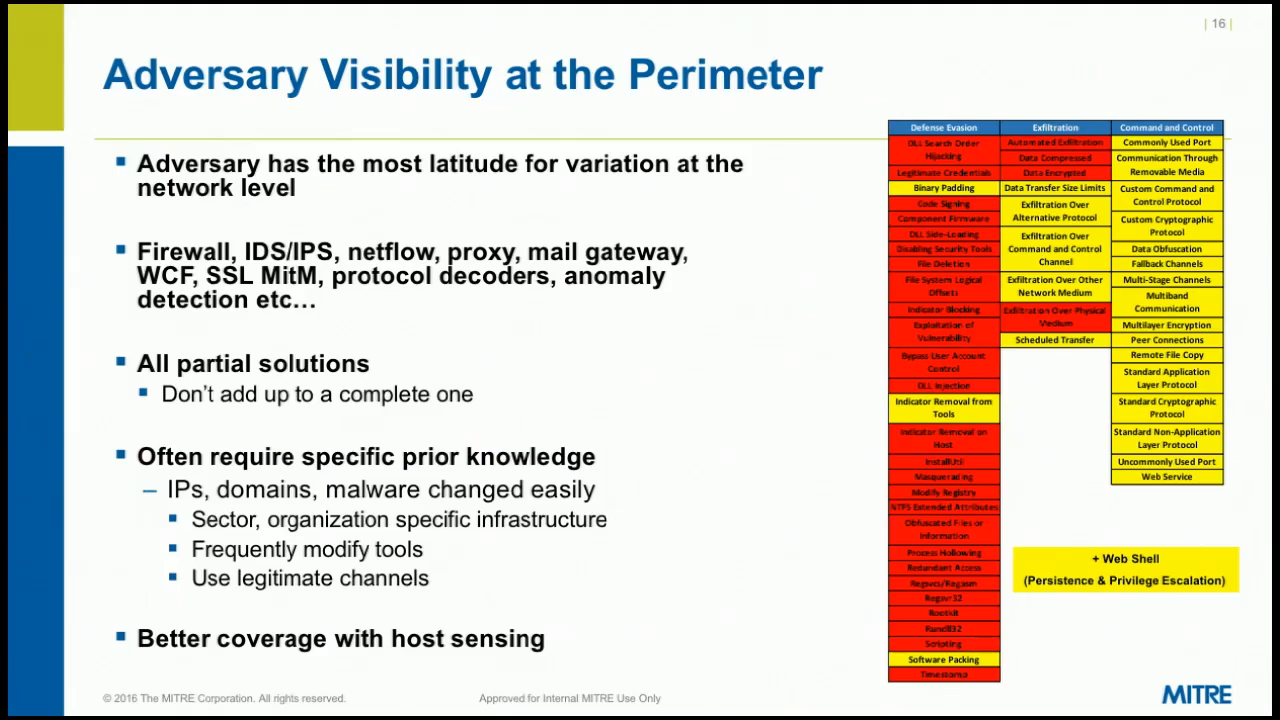 | 16 |
Adversary Visibility at the Perimeter
▪ Adversary has the most latitude for variation at the
network level
▪ Firewall, IDS/IPS, netflow, proxy, mail gateway,
WCF, SSL MitM, protocol decoders, anomaly
detection etc…
▪ All partial solutions
▪ Don't add up to a complete one
▪ Often require specific prior knowledge
– IPs, domains, malware changed easily
▪ Sector, organization specific infrastructure
▪ Frequently modify tools
▪ Use legitimate channels
▪ Better coverage with host sensing
Defense Evasion
DLL Search Order
Hijacking
Legitimate Credentials
Binary Padding
Code Signing
Component Firmware
DLL Side-Loading
Disabling Security Tools
File Deletion
File System Logical
Offsets
Indicator Blocking
Exploitation of
Vulnerability
Bypass User Account
Control
DLL Injection
Indicator Removal from
Tools
Indicator Removal on
Host
InstallUtil
Masquerading
Modify Registry
NTFS Extended Attributes
Obfuscated Files or
Information
Process Hollowing
Redundant Access
Regsvcs/Regasm
Regsvr32
Rootkit
Rundll32
Scripting
Software Packing
Timestomp
Exfiltration
Automated Exfiltration
Data Compressed
Data Encrypted
Data Transfer Size Limits
Exfiltration Over
Alternative Protocol
Exfiltration Over
Command and Control
Channel
Exfiltration Over Other
Network Medium
Exfiltration Over Physical
Medium
Scheduled Transfer
Command and Control
Commonly Used Port
Communication Through
Removable Media
Custom Command and
Control Protocol
Custom Cryptographic
Protocol
Data Obfuscation
Fallback Channels
Multi-Stage Channels
Multiband
Communication
Multilayer Encryption
Peer Connections
Remote File Copy
Standard Application
Layer Protocol
Standard Cryptographic
Protocol
Standard Non-Application
Layer Protocol
Uncommonly Used Port
Web Service
+ Web Shell
(Persistence & Privilege Escalation)
© 2016 The MITRE Corporation. All rights reserved.
Approved for Internal MITRE Use Only
MITRE